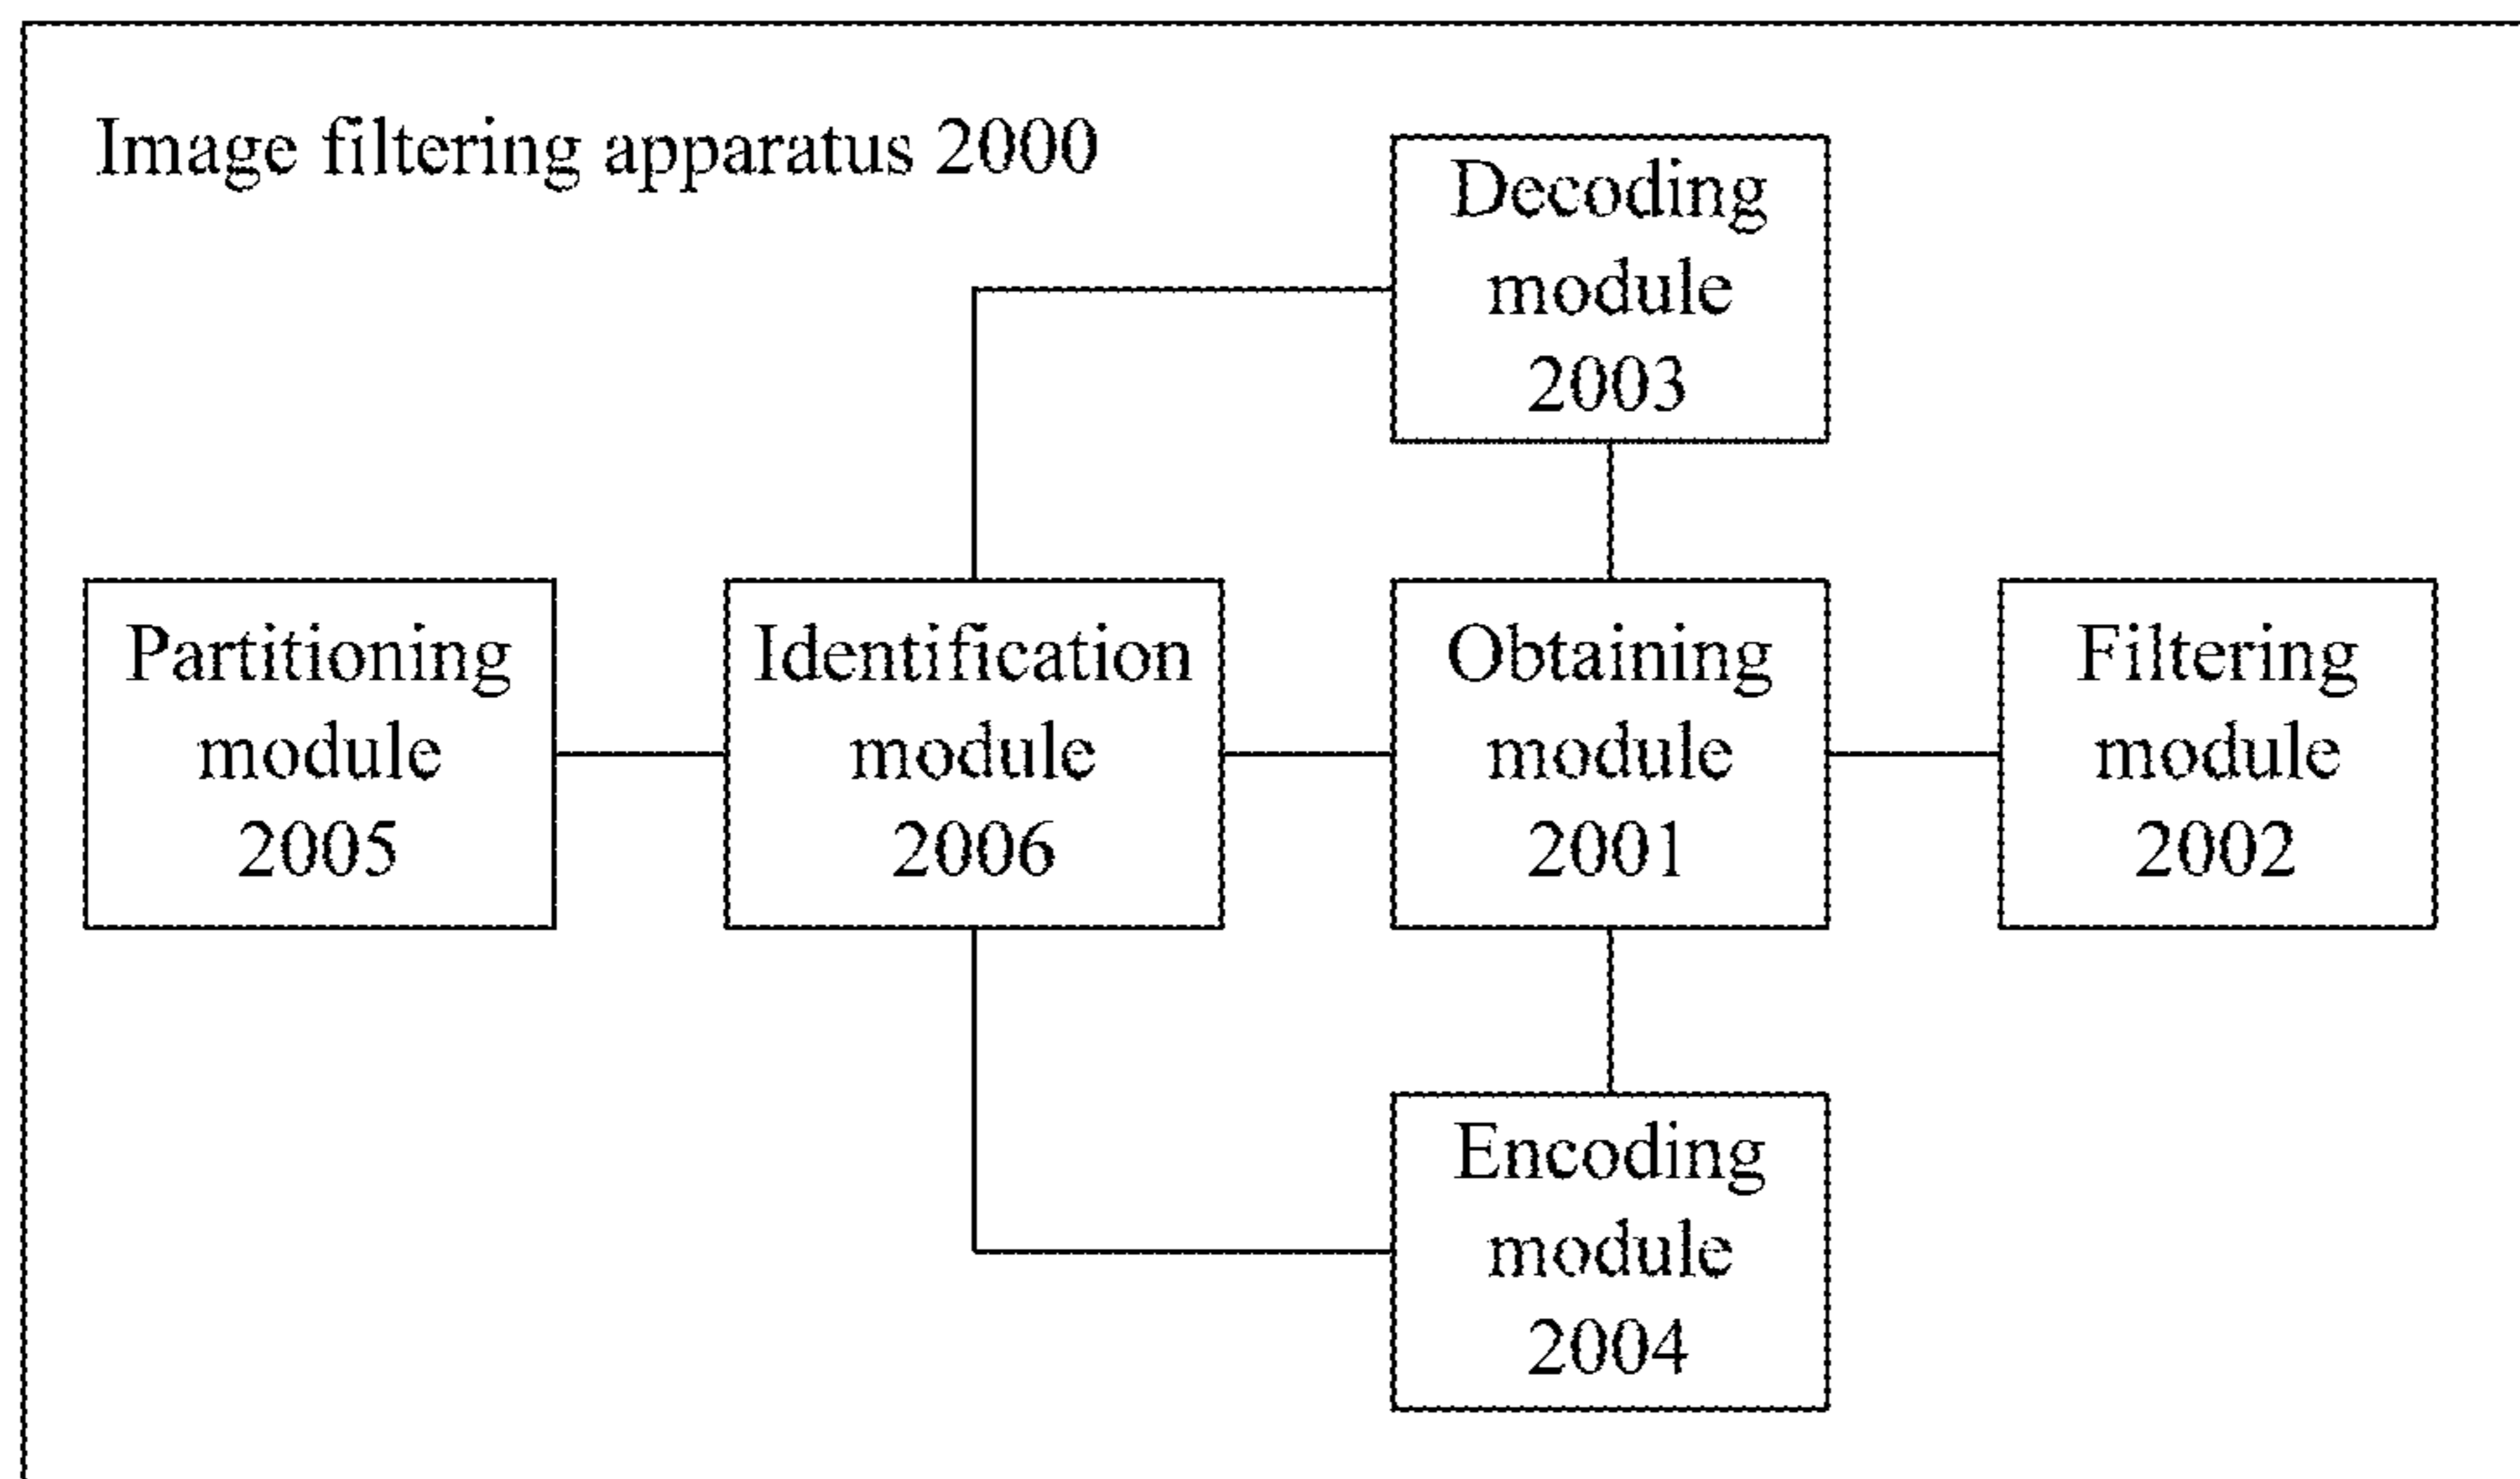 Image filtering apparatus 2000
Decoding
module
2003
Partitioning
module
2005
Identification
module
2006
Obtaining
module
2001
Filtering
module
2002
Encoding
module
2004